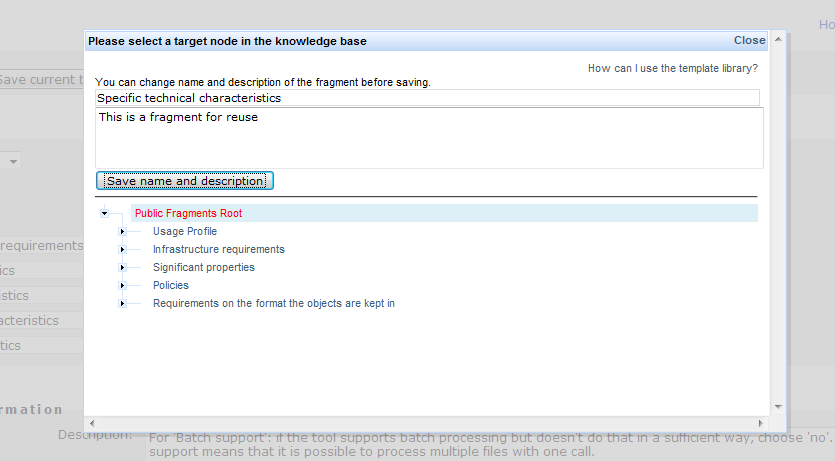 Ho
Please select a target node in the knowledge base
Close
How can I use the template library?
Save current t
You can change name and description of the fragment before saving.
Specific technical characteristics
This is a fragment for reuse
Save name and description
Public Fragments Root
Usage Profile
requirements
Infrastructure requirements
ics
Significant properties
istics
Policies
Requirements on the format the objects are kept in
acteristics
tics
rmation
Description:
For 'Batch support': if the tool supports batch processing but doesn't do that in a sufficient way, choose 'no'.
support means that it is possible to process multiple files with one call.